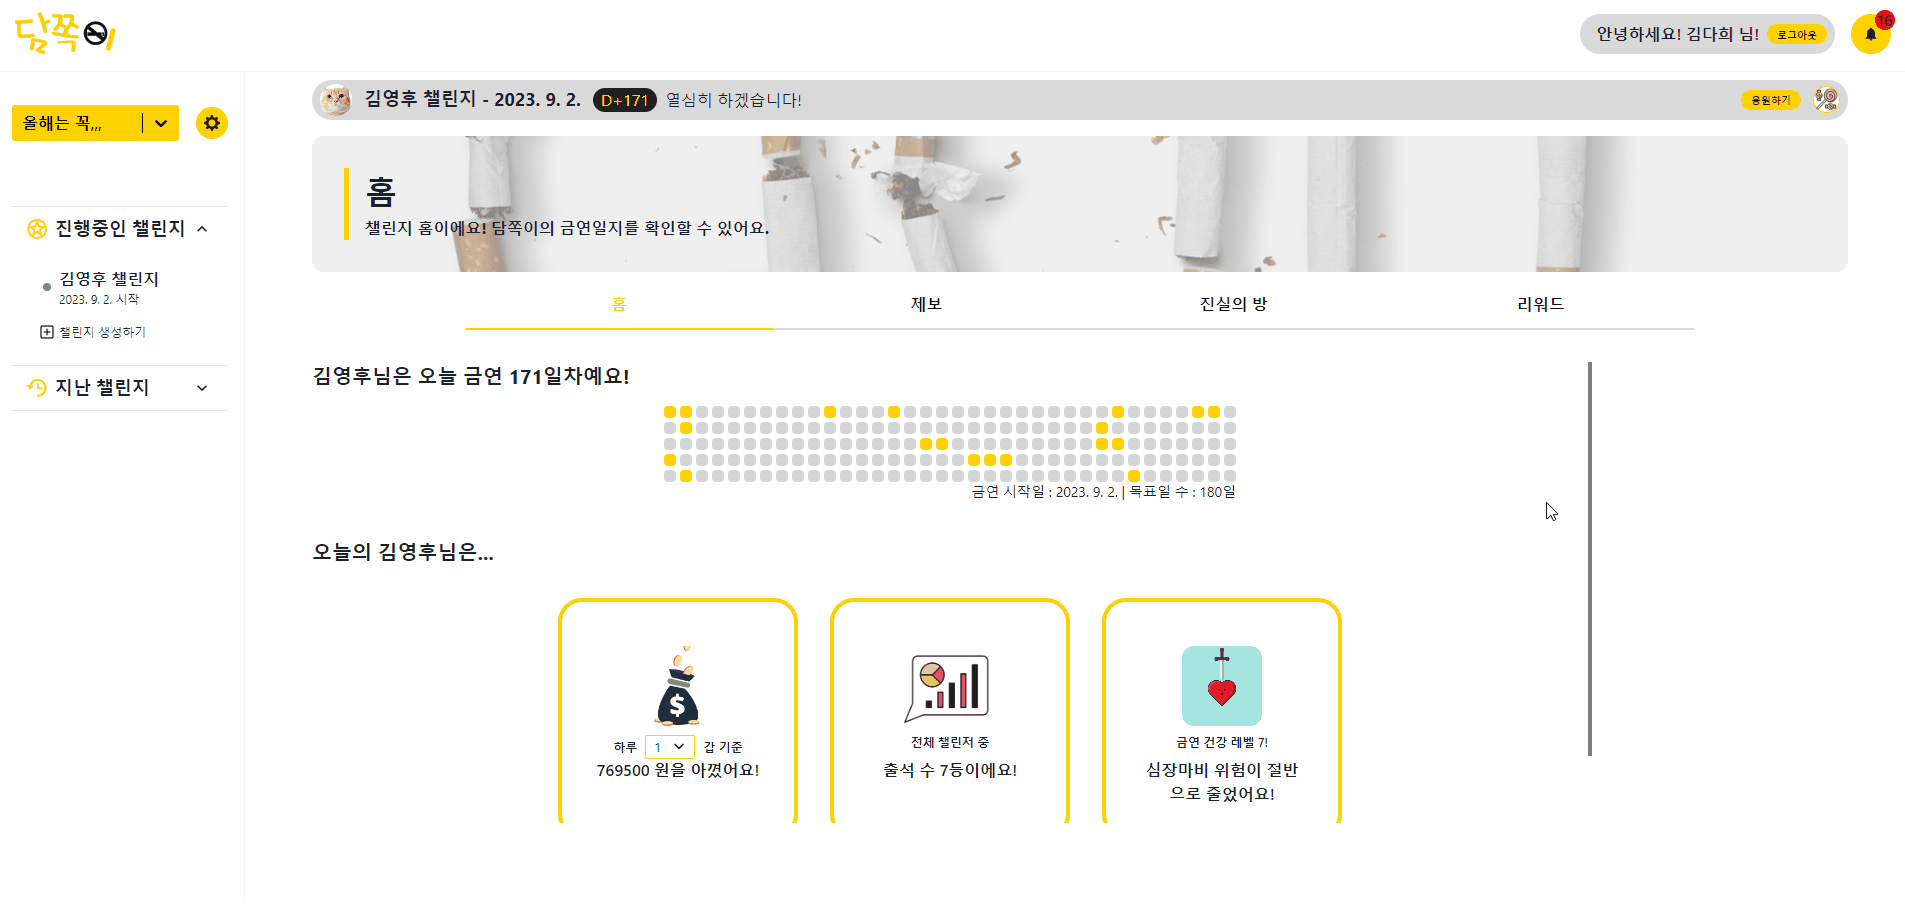 담쪽이
안녕하세요! 김다희 님! 로그아웃
16
올해는 꼭,,,
김영후 챌린지 - 2023. 9. 2. D+171 열심히 하겠습니다! 응원하기
홈
챌린지 홈이에요! 담쪽이의 금연일지를 확인할 수 있어요.
진행중인 챌린지
김영후 챌린지
2023. 9. 2. 시작
챌린지 생성하기
지난 챌린지
홈 제보 진실의 방 리워드
김영후님은 오늘 금연 171일차예요!
금연 시작일 : 2023. 9. 2. | 목표일 수 : 180일
오늘의 김영후님은...
$
하루 1 갑 기준
769500 원을 아꼈어요!
전체 챌린저 중
출석 수 7등이에요!
금연 건강 레벨 7!
심장마비 위험이 절반
으로 줄었어요!